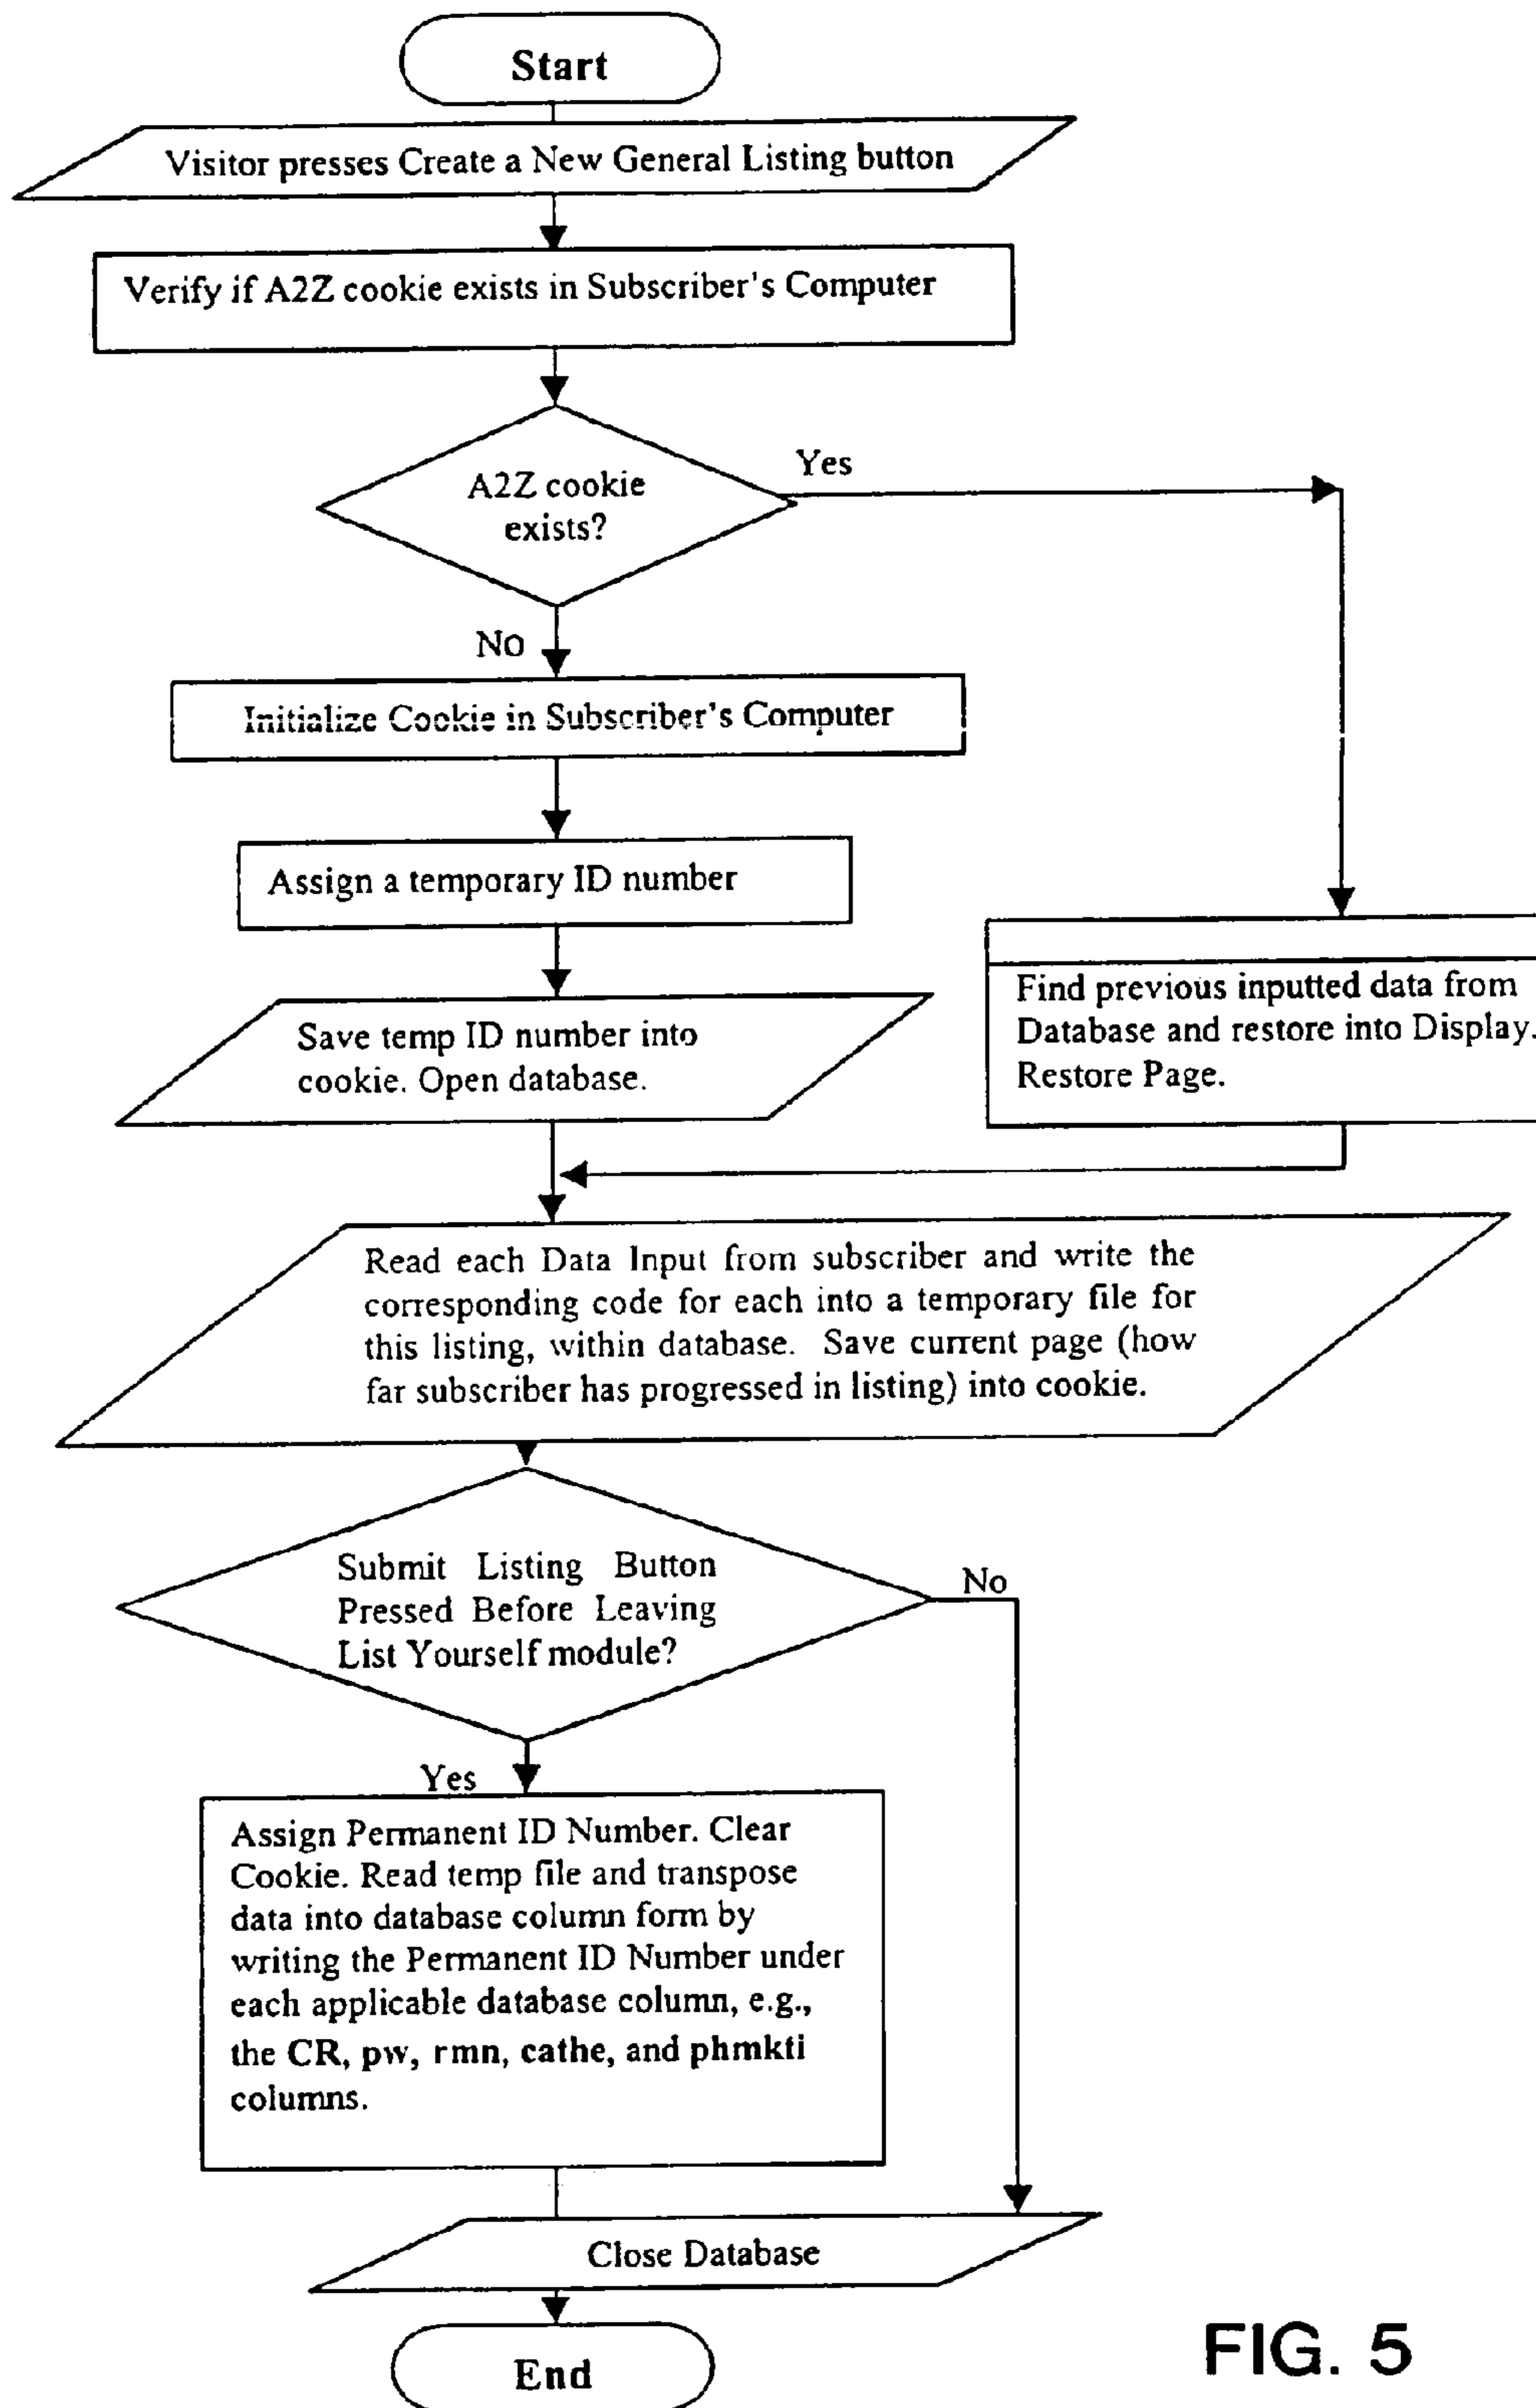 Start
Visitor presses Create a New General Listing button
Verify if A2Z cookie exists in Subscriber's Computer
A2Z cookie
exists?
Yes
No
Initialize Cookie in Subscriber's Computer
Assign a temporary ID number
Save temp ID number into
cookie. Open database.
Find previous inputted data from
Database and restore into Display.
Restore Page.
Read each Data Input from subscriber and write the
corresponding code for each into a temporary file for
this listing, within database. Save current page (how
far subscriber has progressed in listing) into cookie.
Submit Listing Button
Pressed Before Leaving
List Yourself module?
No
Yes
Assign Permanent ID Number. Clear
Cookie. Read temp file and transpose
data into database column form by
writing the Permanent ID Number under
each applicable database column, e.g.,
the CR, pw, rmn, cathe, and phmkti
columns.
Close Database
End
FIG. 5